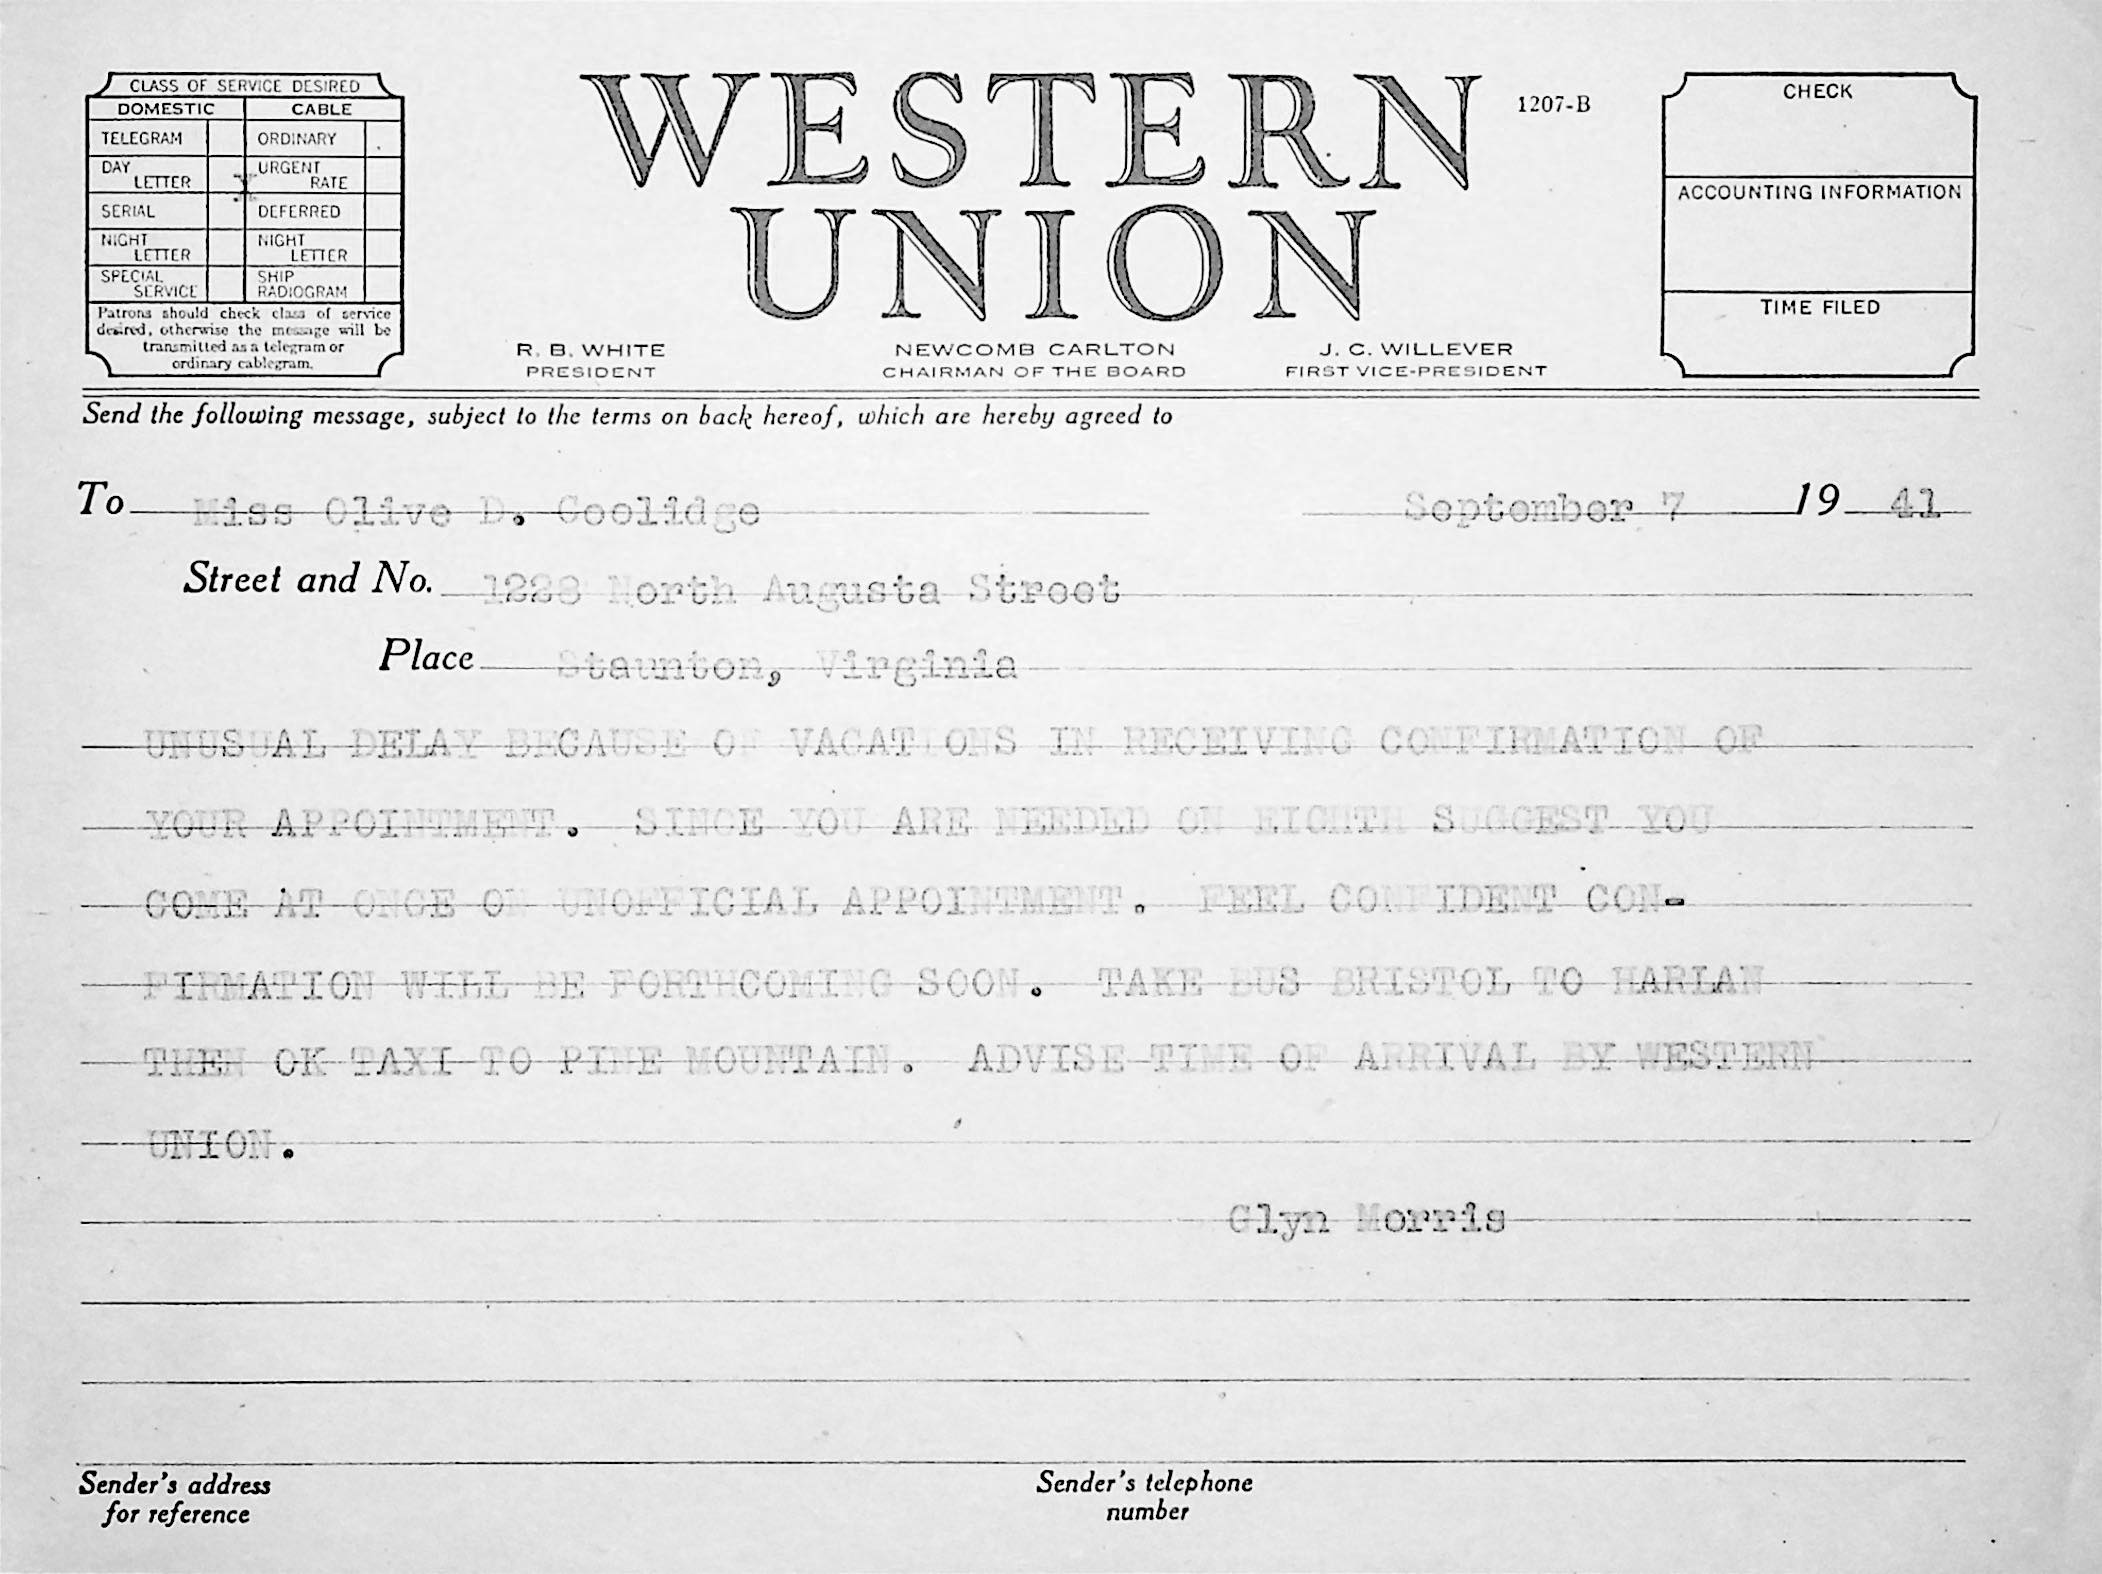 CLASS OF SERVICE DESIRED
DOMESTIC CABLE
TELEGRAM ORDINARY
DAY LETTER X URGENT RATE
SERIAL DEFERRED
NIGHT LETTER NIGHT LETTER
SPECIAL SERVICE SHIP RADIOGRAM
Patrons should check class of service
desired, otherwise the message will be
transmitted as a telegram or
ordinary cablegram.
WESTERN
UNION
1207-B
R. B. WHITE
PRESIDENT
NEWCOMB CARLTON
CHAIRMAN OF THE BOARD
J. C. WILLEVER
FIRST VICE-PRESIDENT
CHECK
ACCOUNTING INFORMATION
TIME FILED
Send the following message, subject to the terms on back hereof, which are hereby agreed to
To Miss Olive D. Coolidge September 7 19 41
Street and No. 1228 North Augusta Street
Place Staunton, Virginia
UNUSUAL DELAY BECAUSE OF VACATIONS IN RECEIVING CONFIRMATION OF
YOUR APPOINTMENT. SINCE YOU ARE NEEDED ON EIGHTH SUGGEST YOU
COME AT ONCE ON UNOFFICIAL APPOINTMENT. FEEL CONFIDENT CON-
FIRMATION WILL BE FORTHCOMING SOON. TAKE BUS BRISTOL TO HARLAN
THEN OK TAXI TO PINE MOUNTAIN. ADVISE TIME OF ARRIVAL BY WESTERN
UNION.
Glyn Morris
Sender's address
for reference
Sender's telephone
number